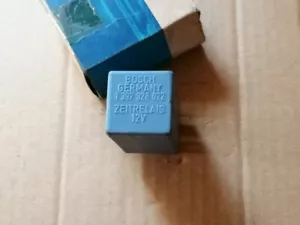 BOSCH
GERMANY
ZEITRELAIS
12V